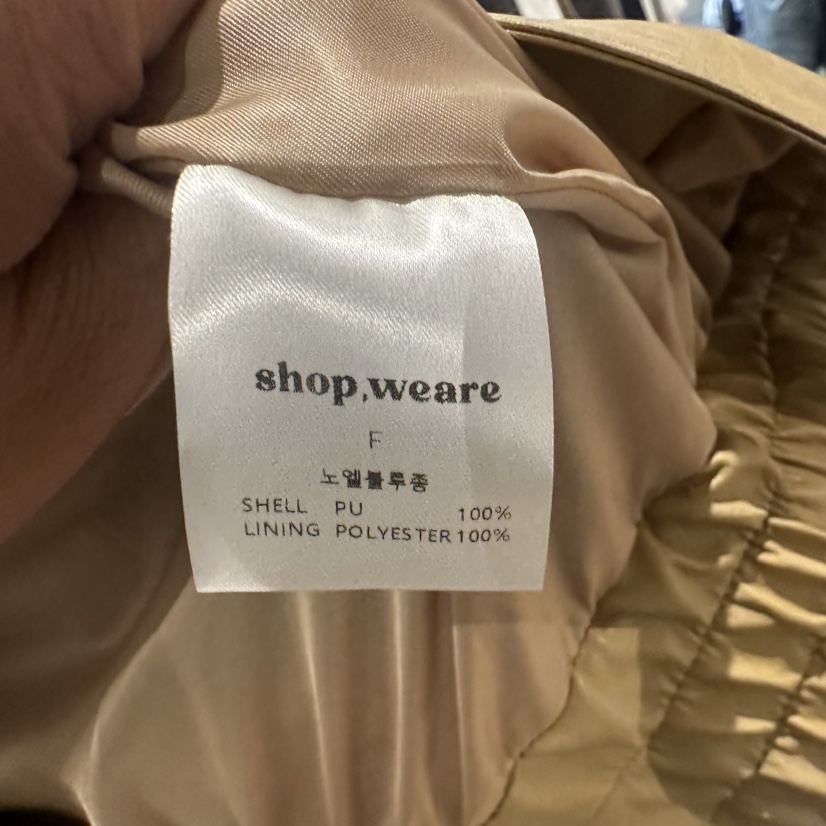 shop,weare
F
노엘블루종
SHELL PU 100%
LINING POLYESTER 100%